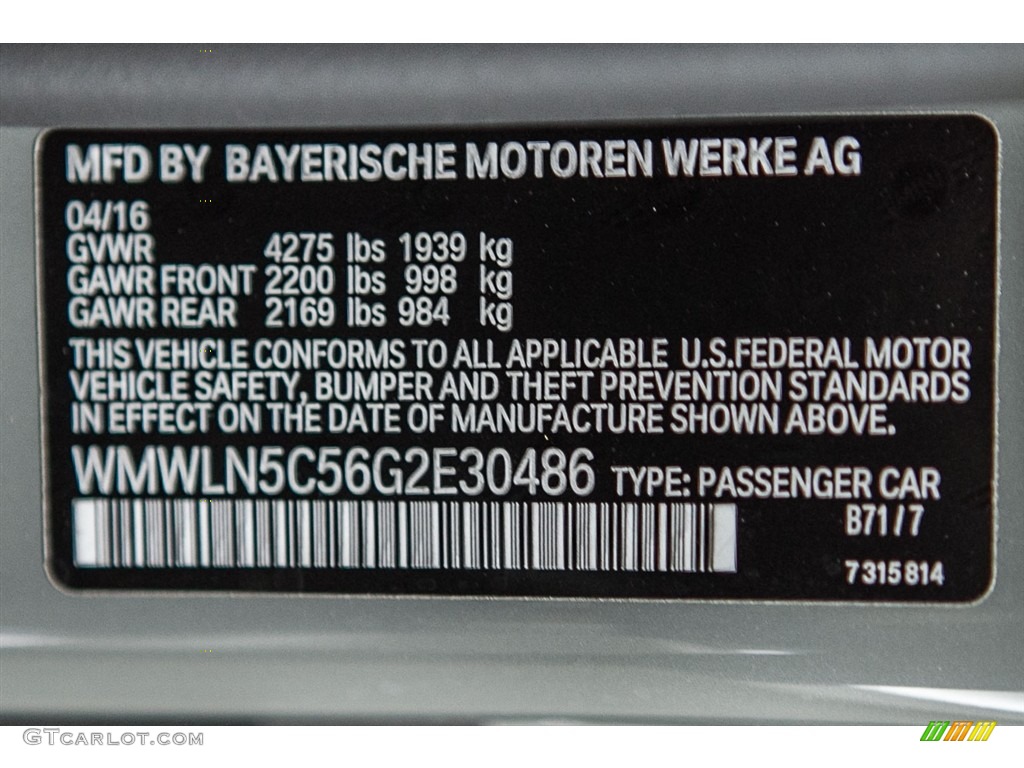 MFD BY BAYERISCHE MOTOREN WERKE AG
04/16
GVWR 4275 lbs 1939 kg
GAWR FRONT 2200 lbs 998 kg
GAWR REAR 2169 lbs 984 kg
THIS VEHICLE CONFORMS TO ALL APPLICABLE U.S.FEDERAL MOTOR
VEHICLE SAFETY, BUMPER AND THEFT PREVENTION STANDARDS
IN EFFECT ON THE DATE OF MANUFACTURE SHOWN ABOVE.
WMWLN5C56G2E30486 TYPE: PASSENGER CAR
B71/7
7315814
GTCarLot.com